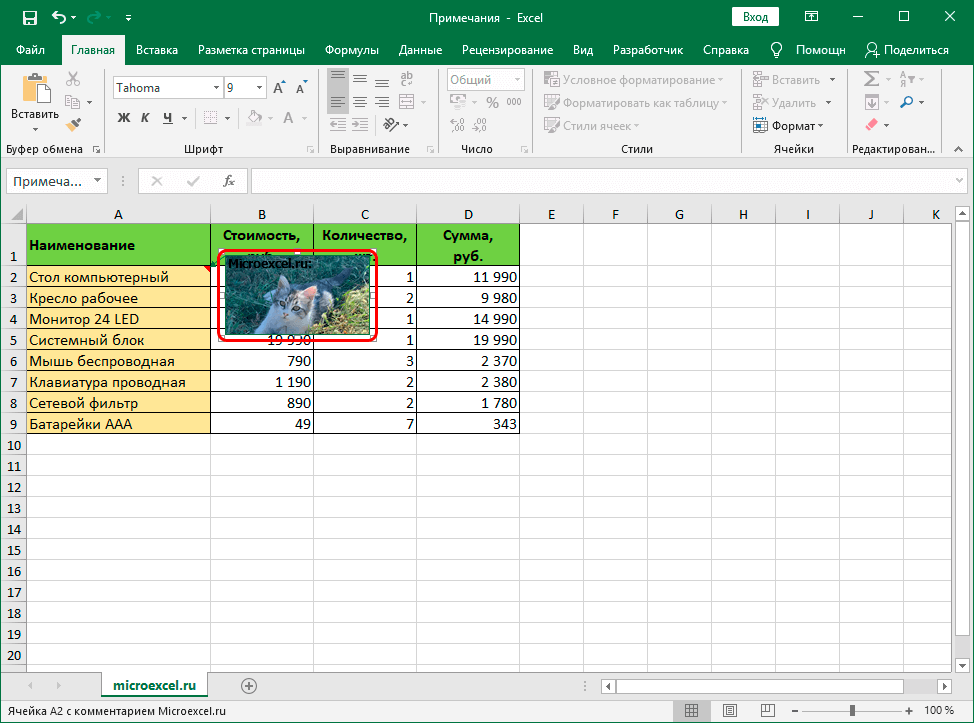 Примечания - Excel
Вход
Файл Главная Вставка Разметка страницы Формулы Данные Рецензирование Вид Разработчик Справка Помощн Поделиться
Вставить
Tahoma 9
Ж К Ч
Общий
% 000
Условное форматирование
Форматировать как таблицу
Стили ячеек
Вставить
Удалить
Формат
Буфер обмена Шрифт Выравнивание Число Стили Ячейки Редактирован...
Примеча... fx
A B C D E F G H I J K
1 Наименование Стоимость, Количество, Сумма, руб.
Microexcel.ru:
2 Стол компьютерный 1 11 990
3 Кресло рабочее 2 9 980
4 Монитор 24 LED 1 14 990
5 Системный блок 19 990 1 19 990
6 Мышь беспроводная 790 3 2 370
7 Клавиатура проводная 1 190 2 2 380
8 Сетевой фильтр 890 2 1 780
9 Батарейки AAA 49 7 343
10
11
12
13
14
15
16
17
18
19
20
microexcel.ru
Ячейка A2 с комментарием Microexcel.ru 100 %